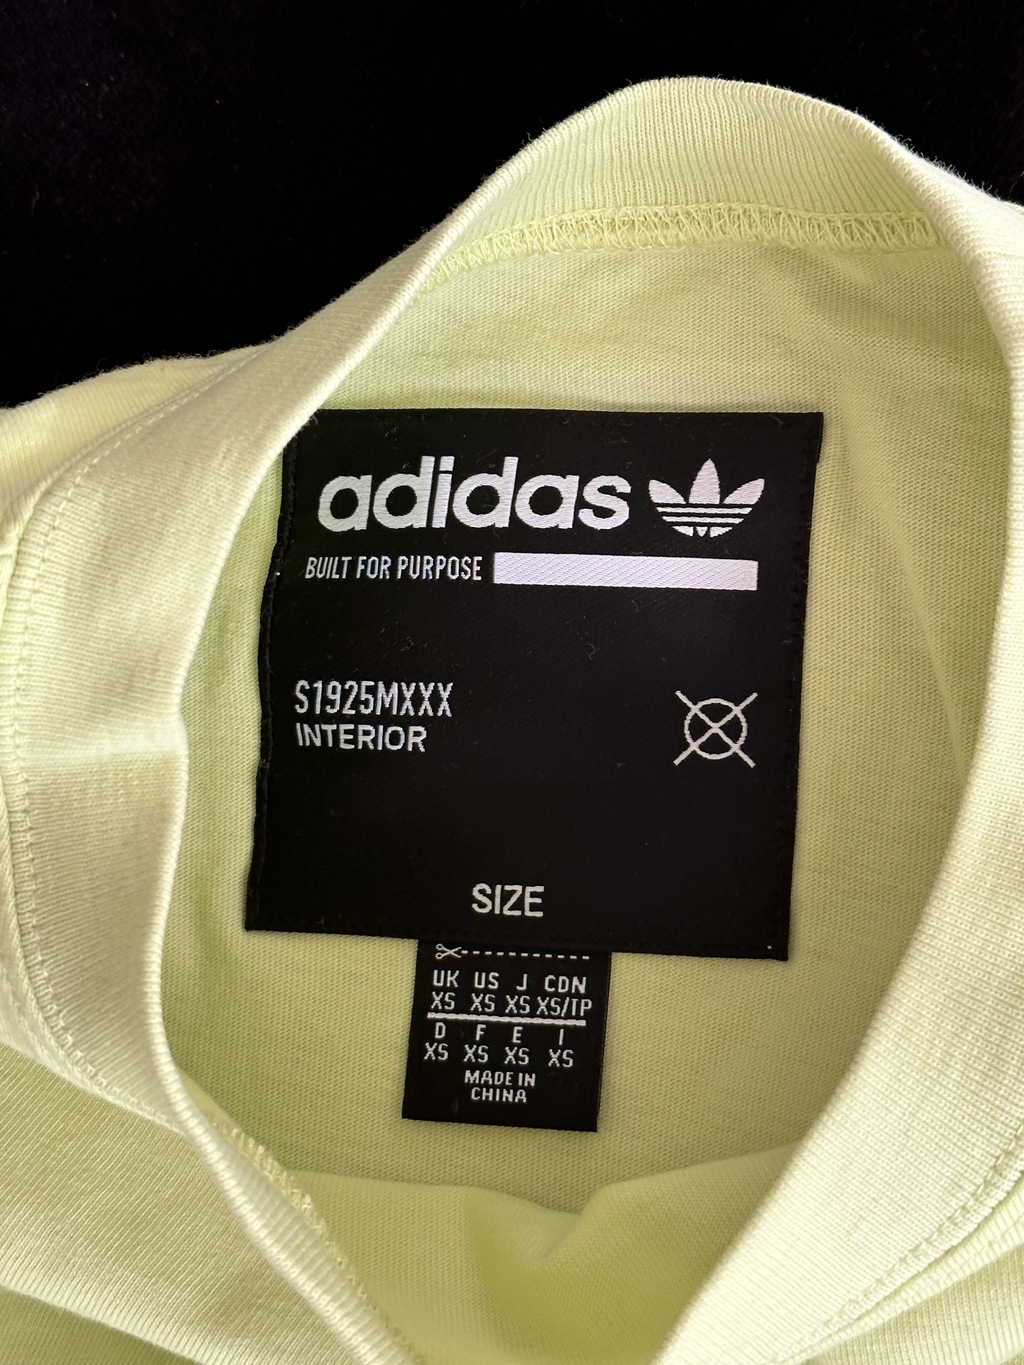 adidas
BUILT FOR PURPOSE
S1925MXXX
INTERIOR
SIZE
UK US J CDN
XS XS XS XS/TP
D F E I
XS XS XS XS
MADE IN
CHINA